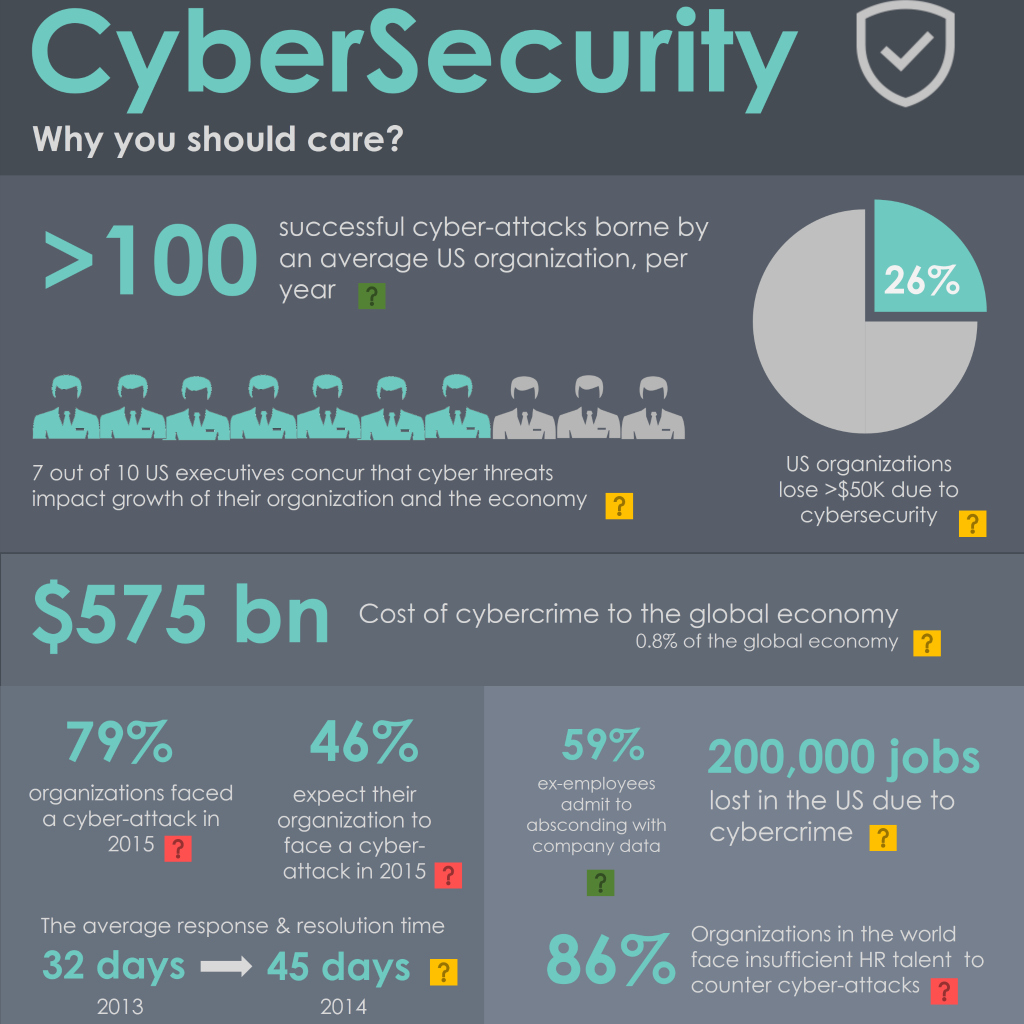 CyberSecurity
Why you should care?
>100
successful cyber-attacks borne by
an average US organization, per
year ?
26%
7 out of 10 US executives concur that cyber threats
impact growth of their organization and the economy ?
US organizations
lose >$50K due to
cybersecurity ?
$575 bn
Cost of cybercrime to the global economy
0.8% of the global economy ?
79%
organizations faced
a cyber-attack in
2015 ?
46%
expect their
organization to
face a cyber-
attack in 2015 ?
The average response & resolution time
32 days 45 days ?
2013 2014
59%
ex-employees
admit to
absconding with
company data
?
200,000 jobs
lost in the US due to
cybercrime ?
86%
Organizations in the world
face insufficient HR talent to
counter cyber-attacks ?